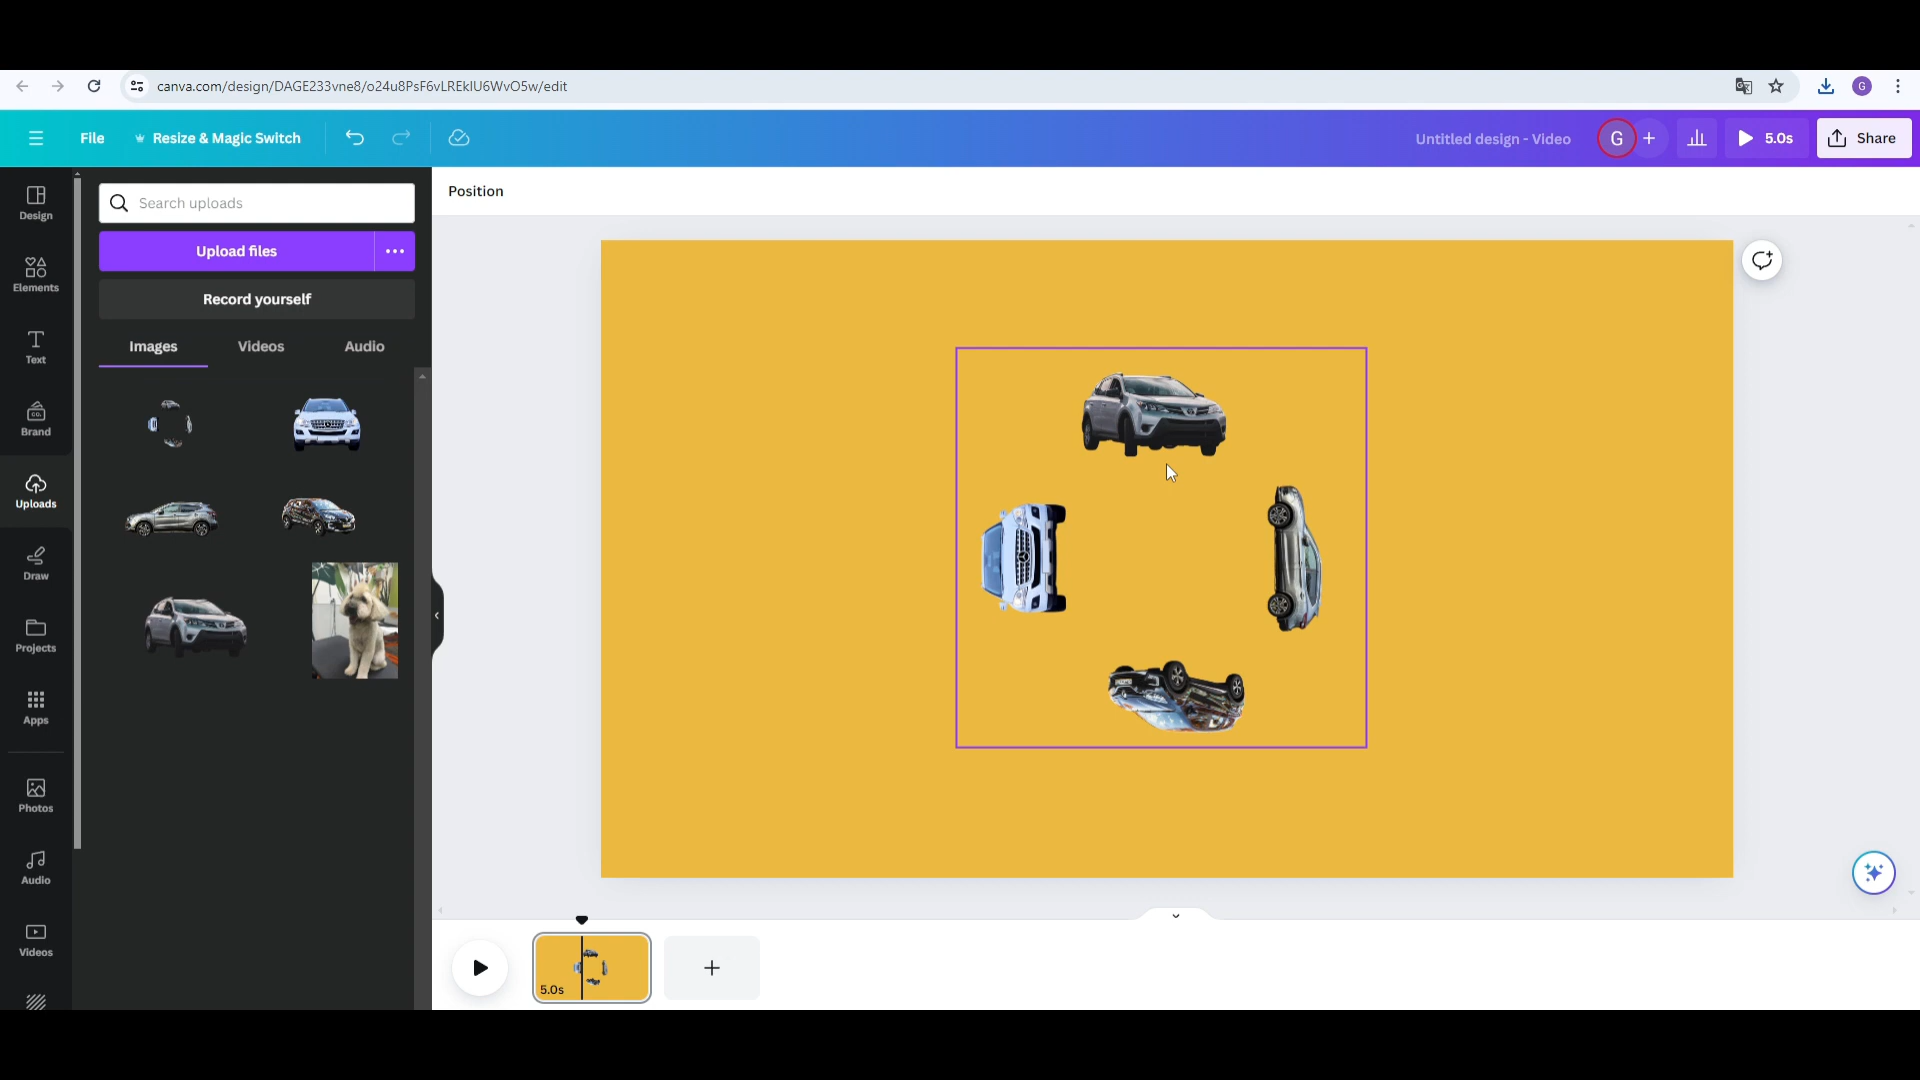 canva.com/design/DAGE233vne8/o24u8PsF6vLREkIU6WvO5w/edit
G
File
Resize & Magic Switch
Untitled design - Video
G
5.0s
Share
Design
Elements
Text
Brand
Uploads
Draw
Projects
Apps
Photos
Audio
Videos
Search uploads
Upload files
Record yourself
Images
Videos
Audio
Position
5.0s